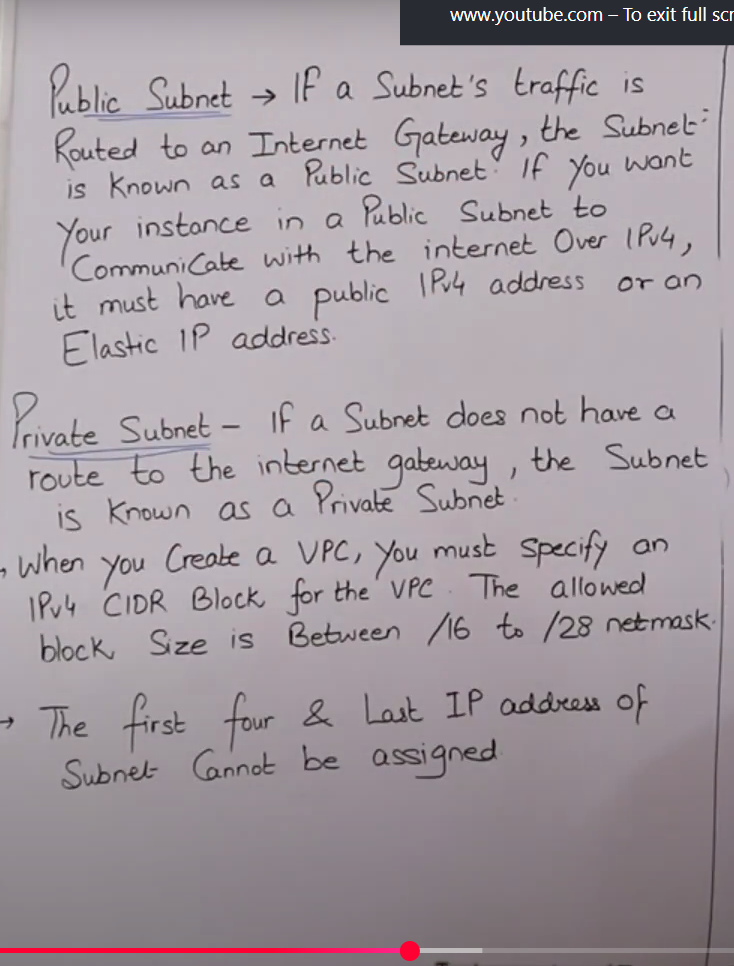 www.youtube.com – To exit full scr
Public Subnet → If a Subnet's traffic is
Routed to an Internet Gateway, the Subnet
is Known as a Public Subnet. If You want
Your instance in a Public Subnet to
Communicate with the internet Over IPv4,
it must have a public IPv4 address or an
Elastic IP address.
Private Subnet – If a Subnet does not have a
route to the internet gateway, the Subnet
is Known as a Private Subnet.
→ When you Create a VPC, You must specify an
IPv4 CIDR Block for the VPC. The allowed
block Size is Between /16 to /28 netmask.
→ The first four & Last IP address of
Subnet Cannot be assigned